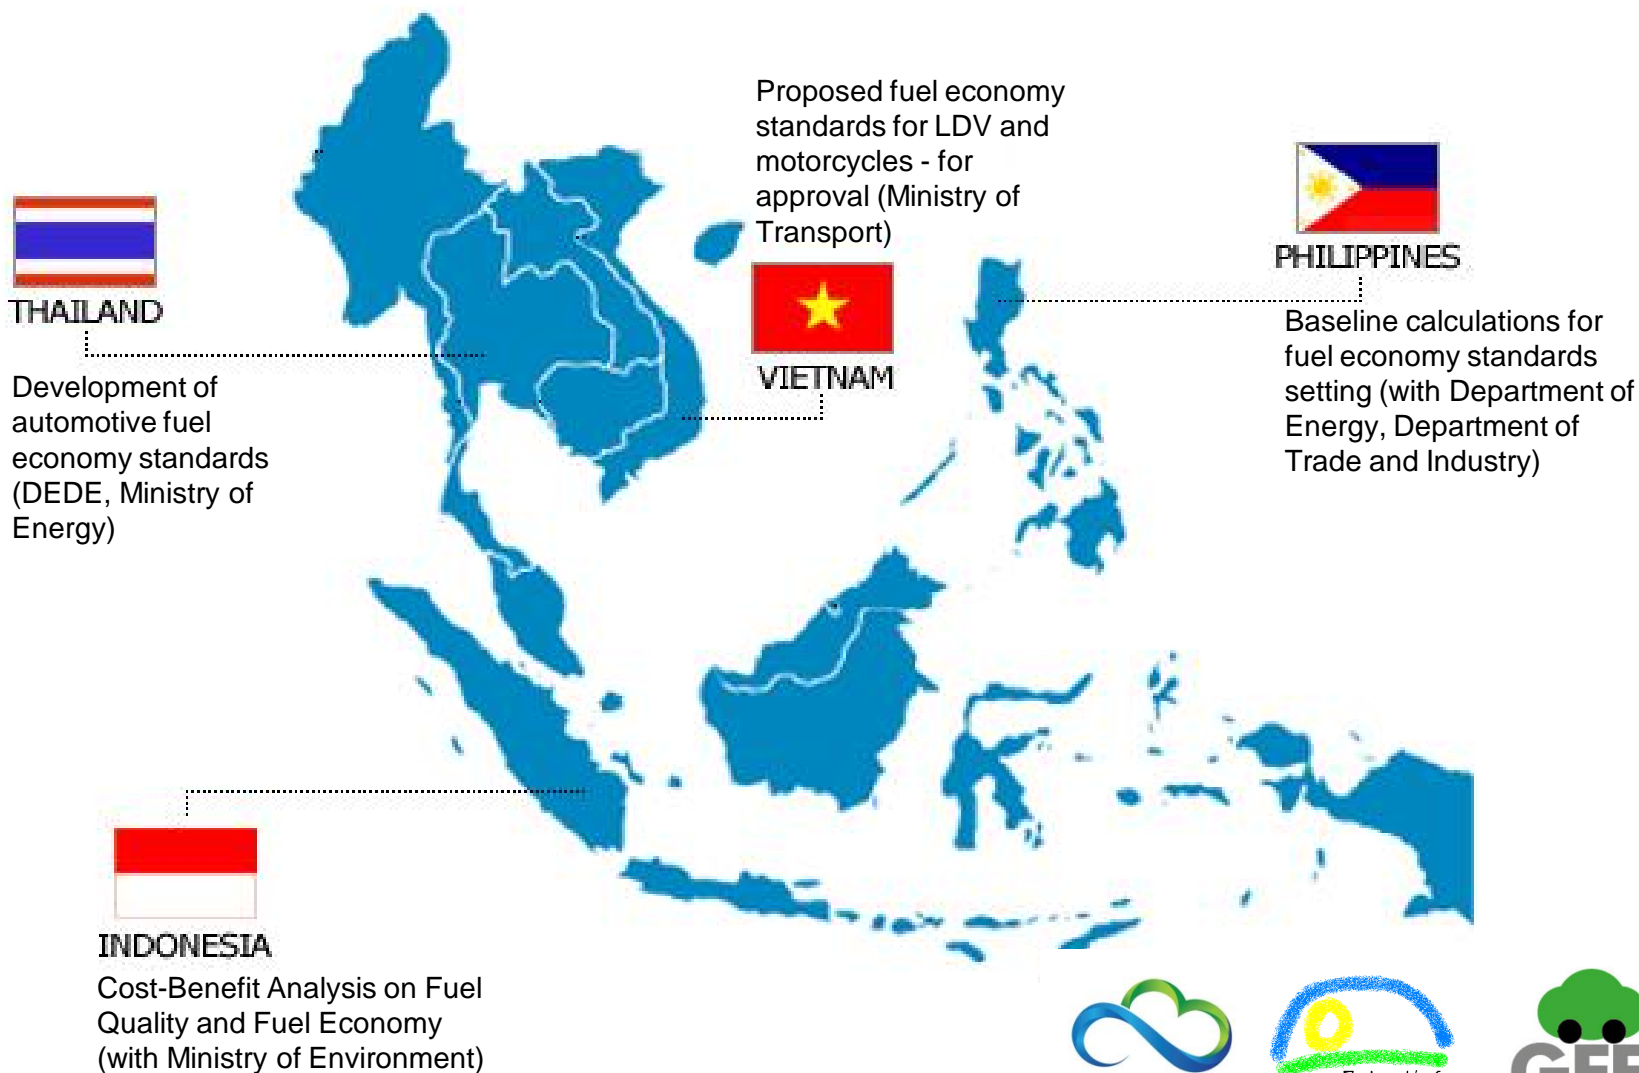 Proposed fuel economy
standards for LDV and
motorcycles - for
approval (Ministry of
Transport)
THAILAND
Development of
automotive fuel
economy standards
(DEDE, Ministry of
Energy)
VIETNAM
PHILIPPINES
Baseline calculations for
fuel economy standards
setting (with Department of
Energy, Department of
Trade and Industry)
INDONESIA
Cost-Benefit Analysis on Fuel
Quality and Fuel Economy
(with Ministry of Environment)